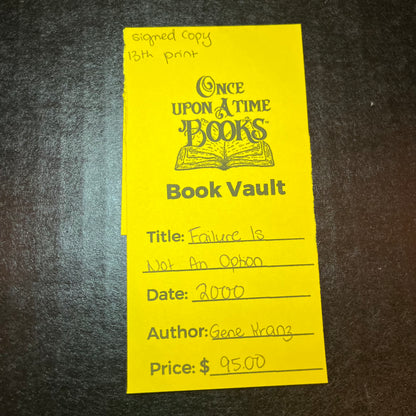 Signed Copy
13th print
ONCE
UPON A TIME
BOOKS™
Book Vault
Title: Failure Is
Not An Option
Date: 2000
Author: Gene Kranz
Price: $ 95.00